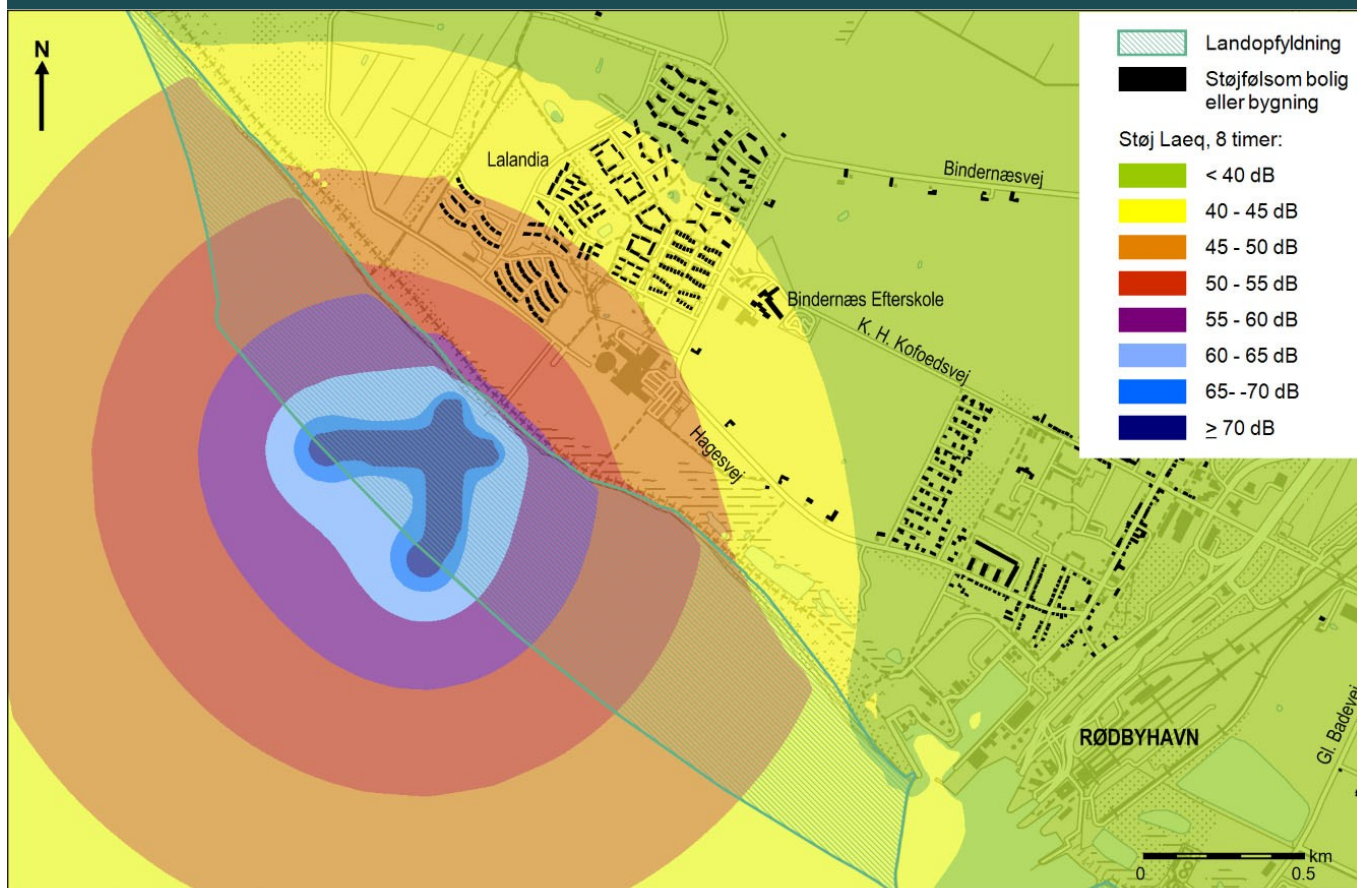 N
Landopfyldning
Støjfølsom bolig
eller bygning
Støj Laeq, 8 timer:
< 40 dB
40 - 45 dB
45 - 50 dB
50 - 55 dB
55 - 60 dB
60 - 65 dB
65- -70 dB
≥ 70 dB
Lalandia
Bindernæsvej
Bindernæs Efterskole
K. H. Kofoedsvej
Hagesvej
Gl. Badevej
RØDBYHAVN
km
0
0.5